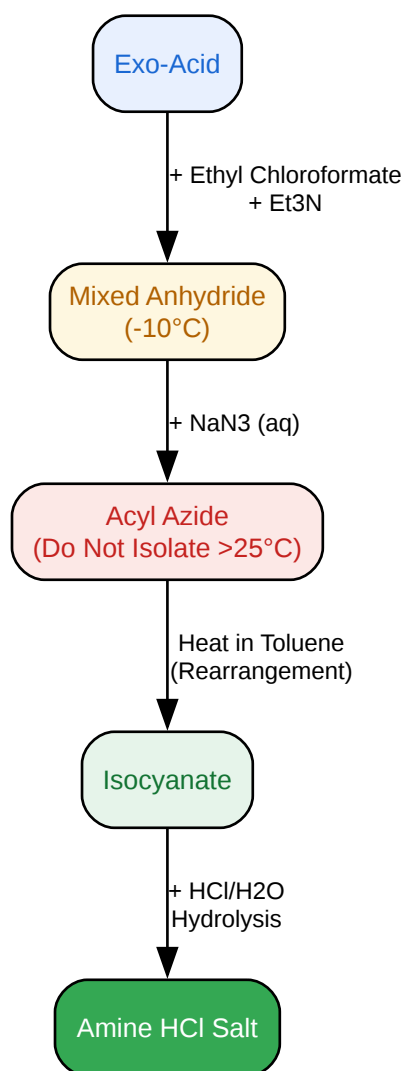 Exo-Acid
+ Ethyl Chloroformate
+ Et3N
Mixed Anhydride
(-10°C)
+ NaN3 (aq)
Acyl Azide
(Do Not Isolate >25°C)
Heat in Toluene
(Rearrangement)
Isocyanate
+ HCl/H2O
Hydrolysis
Amine HCl Salt